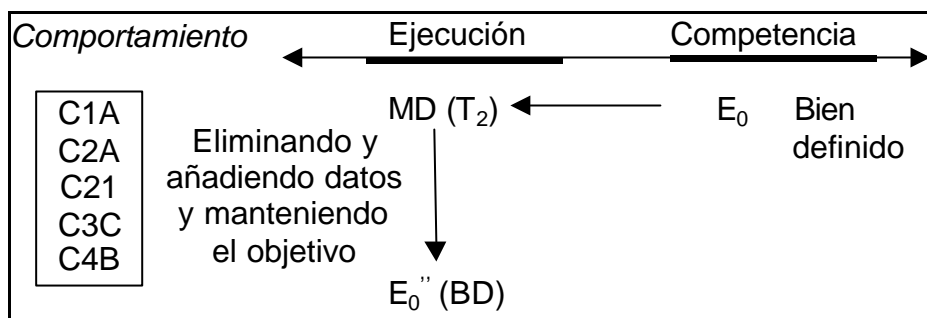 Comportamiento Ejecución Competencia
C1A
C2A
C21
C3C
C4B
Eliminando y
añadiendo datos
y manteniendo
el objetivo
MD (T₂)
E₀’’ (BD)
E₀ Bien
definido